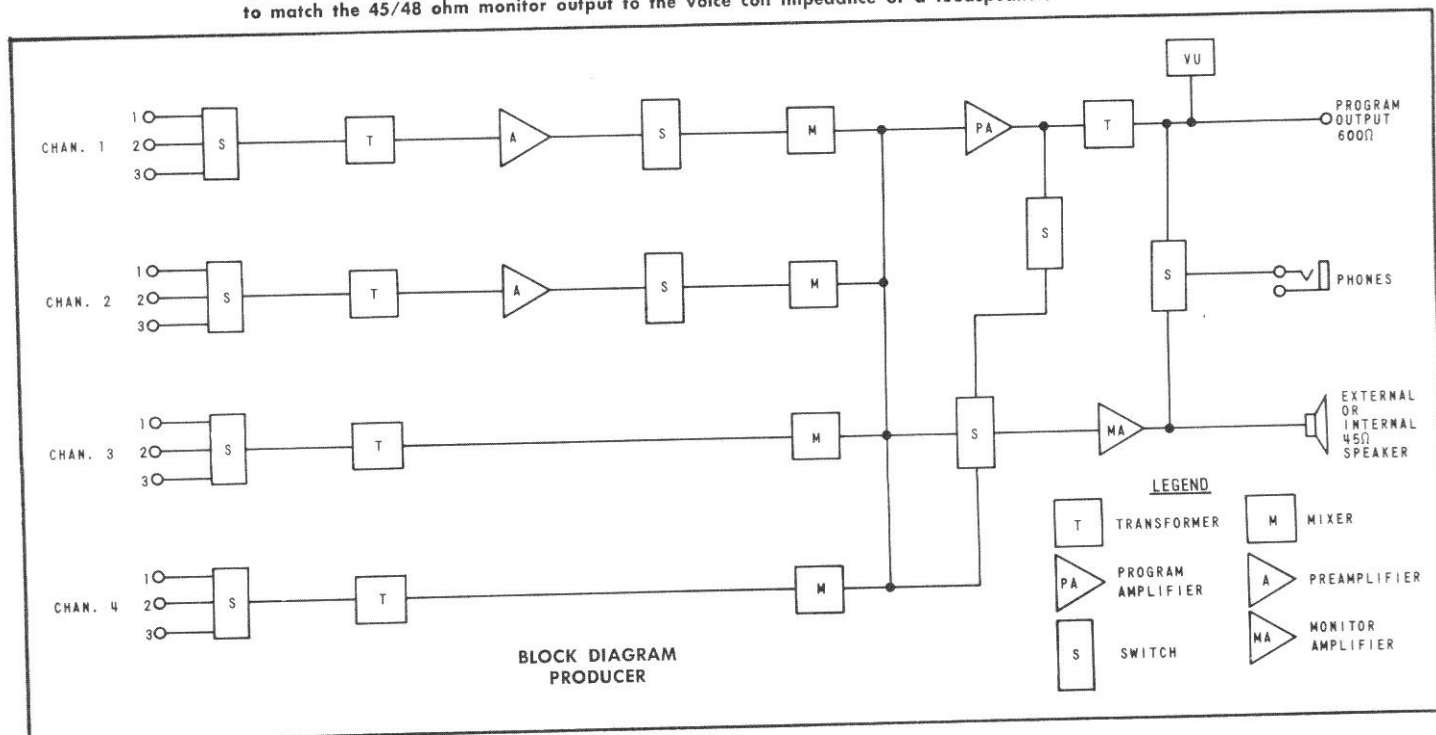 to match the 45/48 ohm monitor output to the voice coil impedance of a
VU
PROGRAM
OUTPUT
600Ω
CHAN. 1
1
2
3
S
T
A
S
M
PA
T
S
CHAN. 2
1
2
3
S
T
A
S
M
S
PHONES
CHAN. 3
1
2
3
S
T
M
S
MA
EXTERNAL
OR
INTERNAL
45Ω
SPEAKER
CHAN. 4
1
2
3
S
T
M
LEGEND
T TRANSFORMER
M MIXER
PA PROGRAM
AMPLIFIER
A PREAMPLIFIER
S SWITCH
MA MONITOR
AMPLIFIER
BLOCK DIAGRAM
PRODUCER